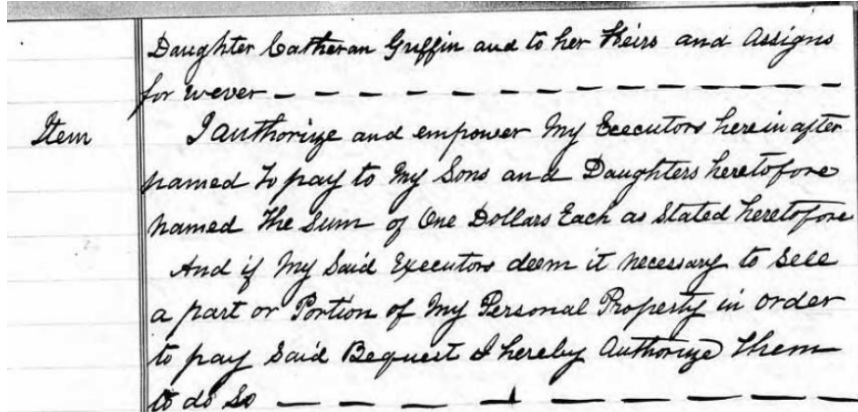 Daughter Catheran Griffin and to her Heirs and Assigns
for wever — — — — — — — — — — — — —
Item
I authorize and empower My Executors herein after
named to pay to My Sons and Daughters heretofore
named the Sum of One Dollars Each as Stated heretofore
And if My Said Executors deem it necessary to Sell
a part or Portion of My Personal Property in order
to pay Said Bequest I hereby Authorize them
to do So — — — — — — — — —